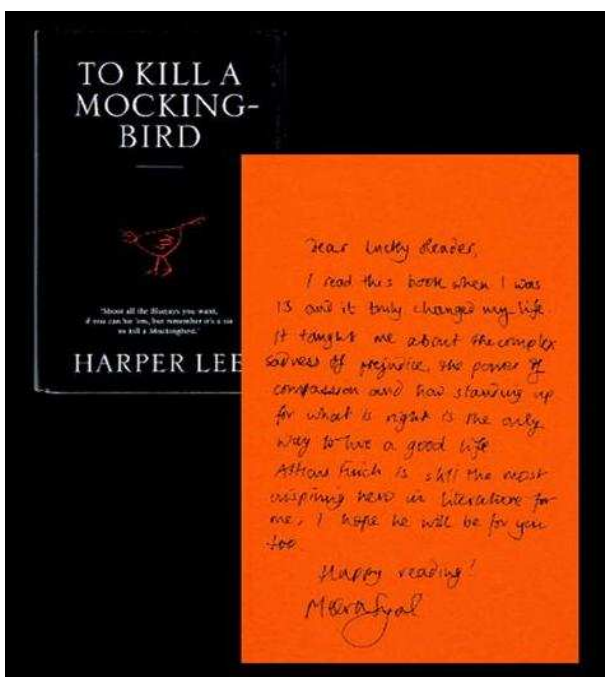 TO KILL A
MOCKING-
BIRD
'Shoot all the Bluejays you want,
if you can hit 'em, but remember it's a sin
to kill a Mockingbird.'
HARPER LEE
Dear Lucky Reader,
I read this book when I was
13 and it truly changed my life.
It taught me about the complex
sadness of prejudice, the power of
compassion and how standing up
for what is right is the only
way to live a good life
Atticus Finch is still the most
inspiring hero in literature for
me, I hope he will be for you
too.
Happy reading!
Meera Syal